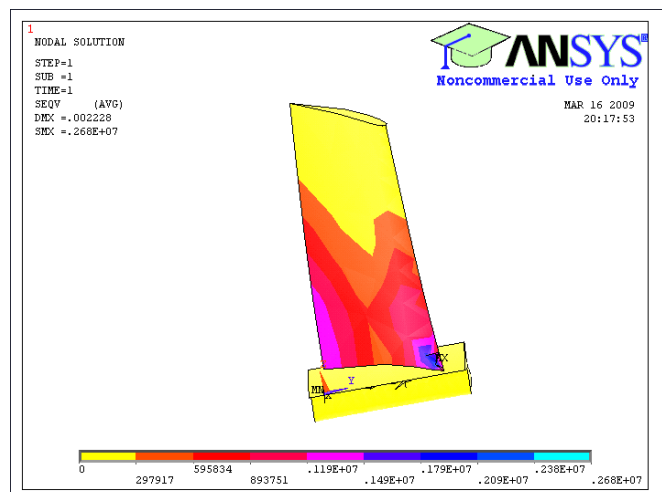 1
NODAL SOLUTION
STEP=1
SUB =1
TIME=1
SEQV (AVG)
DMX =.002228
SMX =.268E+07
ANSYS®
Noncommercial Use Only
MAR 16 2009
20:17:53
MX
MN
Y
X
0 595834 .119E+07 .179E+07 .238E+07
297917 893751 .149E+07 .209E+07 .268E+07